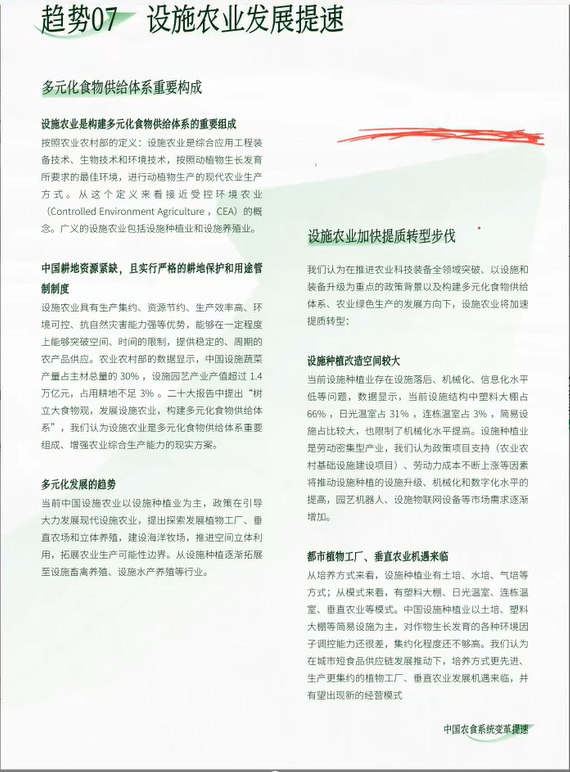 趋势07 设施农业发展提速
多元化食物供给体系重要构成
设施农业是构建多元化食物供给体系的重要组成
按照农业农村部的定义：设施农业是综合应用工程装
备技术、生物技术和环境技术，按照动植物生长发育
所要求的最佳环境，进行动植物生产的现代农业生产
方式。从这个定义来看接近受控环境农业
（Controlled Environment Agriculture，CEA）的概
念。广义的设施农业包括设施种植业和设施养殖业。
中国耕地资源紧缺，且实行严格的耕地保护和用途管
制制度
设施农业具有生产集约、资源节约、生产效率高、环
境可控、抗自然灾害能力强等优势，能够在一定程度
上能够突破空间、时间的限制，提供稳定的、周期的
农产品供应。农业农村部的数据显示，中国设施蔬菜
产量占主材总量的 30%，设施园艺产业产值超过 1.4
万亿元，占用耕地不足 3%。二十大报告中提出“树
立大食物观，发展设施农业，构建多元化食物供给体
系”，我们认为设施农业是多元化食物供给体系重要
组成、增强农业综合生产能力的现实方案。
多元化发展的趋势
当前中国设施农业以设施种植业为主，政策在引导
大力发展现代设施农业，提出探索发展植物工厂、垂
直农场和立体养殖，建设海洋牧场，推进空间立体利
用，拓展农业生产可能性边界。从设施种植逐渐拓展
至设施畜禽养殖、设施水产养殖等行业。
设施农业加快提质转型步伐
我们认为在推进农业科技装备全领域突破、以设施和
装备升级为重点的政策背景以及构建多元化食物供给
体系、农业绿色生产的发展方向下，设施农业将加速
提质转型：
设施种植改造空间较大
当前设施种植业存在设施落后、机械化、信息化水平
低等问题，数据显示，当前设施结构中塑料大棚占
66%，日光温室占 31%，连栋温室占 3%，简易设
施占比较大，也限制了机械化水平提高。设施种植业
是劳动密集型产业，我们认为政策项目支持（农业农
村基础设施建设项目）、劳动力成本不断上涨等因素
将推动设施种植的设施升级、机械化和数字化水平的
提高，园艺机器人、设施物联网设备等市场需求逐渐
增加。
都市植物工厂、垂直农业机遇来临
从培养方式来看，设施种植业有土培、水培、气培等
方式；从模式来看，有塑料大棚、日光温室、连栋温
室、垂直农业等模式。中国设施种植业以土培、塑料
大棚等简易设施为主，对作物生长发育的各种环境因
子调控能力还很差，集约化程度还不够高。我们认为
在城市短食品供应链发展推动下，培养方式更先进、
生产更集约的植物工厂、垂直农业发展机遇来临，并
有望出现新的经营模式
中国农食系统变革提速